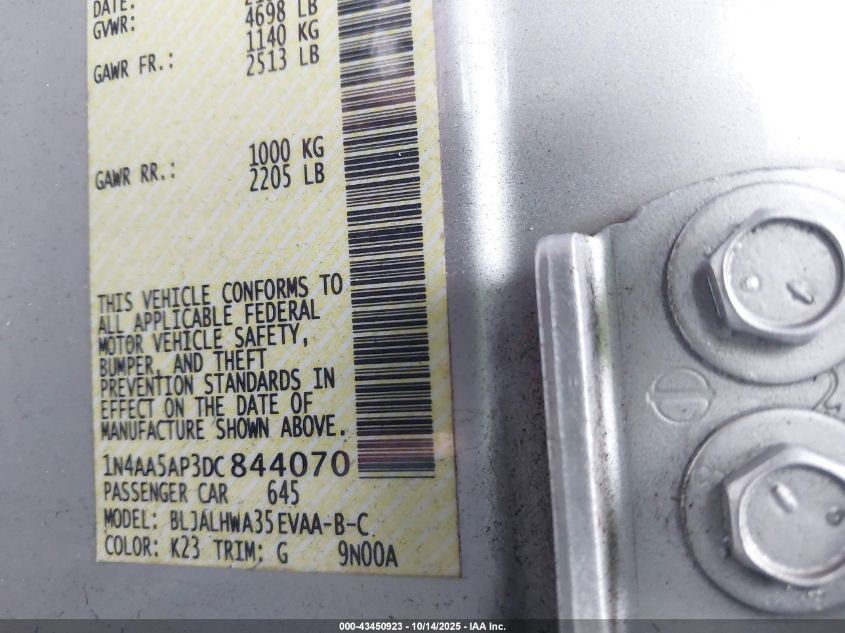 DATE:
GVWR: 4698 LB
1140 KG
GAWR FR.: 2513 LB
1000 KG
GAWR RR.: 2205 LB
THIS VEHICLE CONFORMS TO
ALL APPLICABLE FEDERAL
MOTOR VEHICLE SAFETY,
BUMPER, AND THEFT
PREVENTION STANDARDS IN
EFFECT ON THE DATE OF
MANUFACTURE SHOWN ABOVE.
1N4AA5AP3DC844070
PASSENGER CAR 645
MODEL: BLJALHWA35EVAA-B-C
COLOR: K23 TRIM: G 9N00A
000-43450923 - 10/14/2025 - IAA Inc.